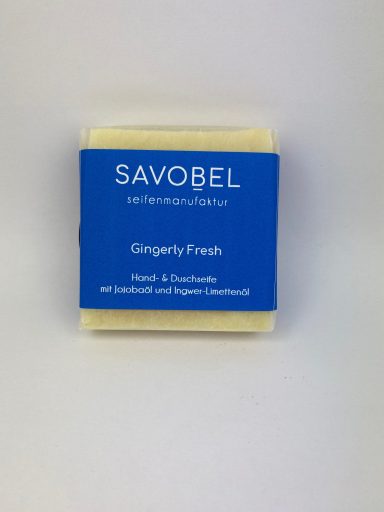 SAVOBEL
seifenmanufaktur
Gingerly Fresh
Hand- & Duschseife
mit Jojobaöl und Ingwer-Limettenöl